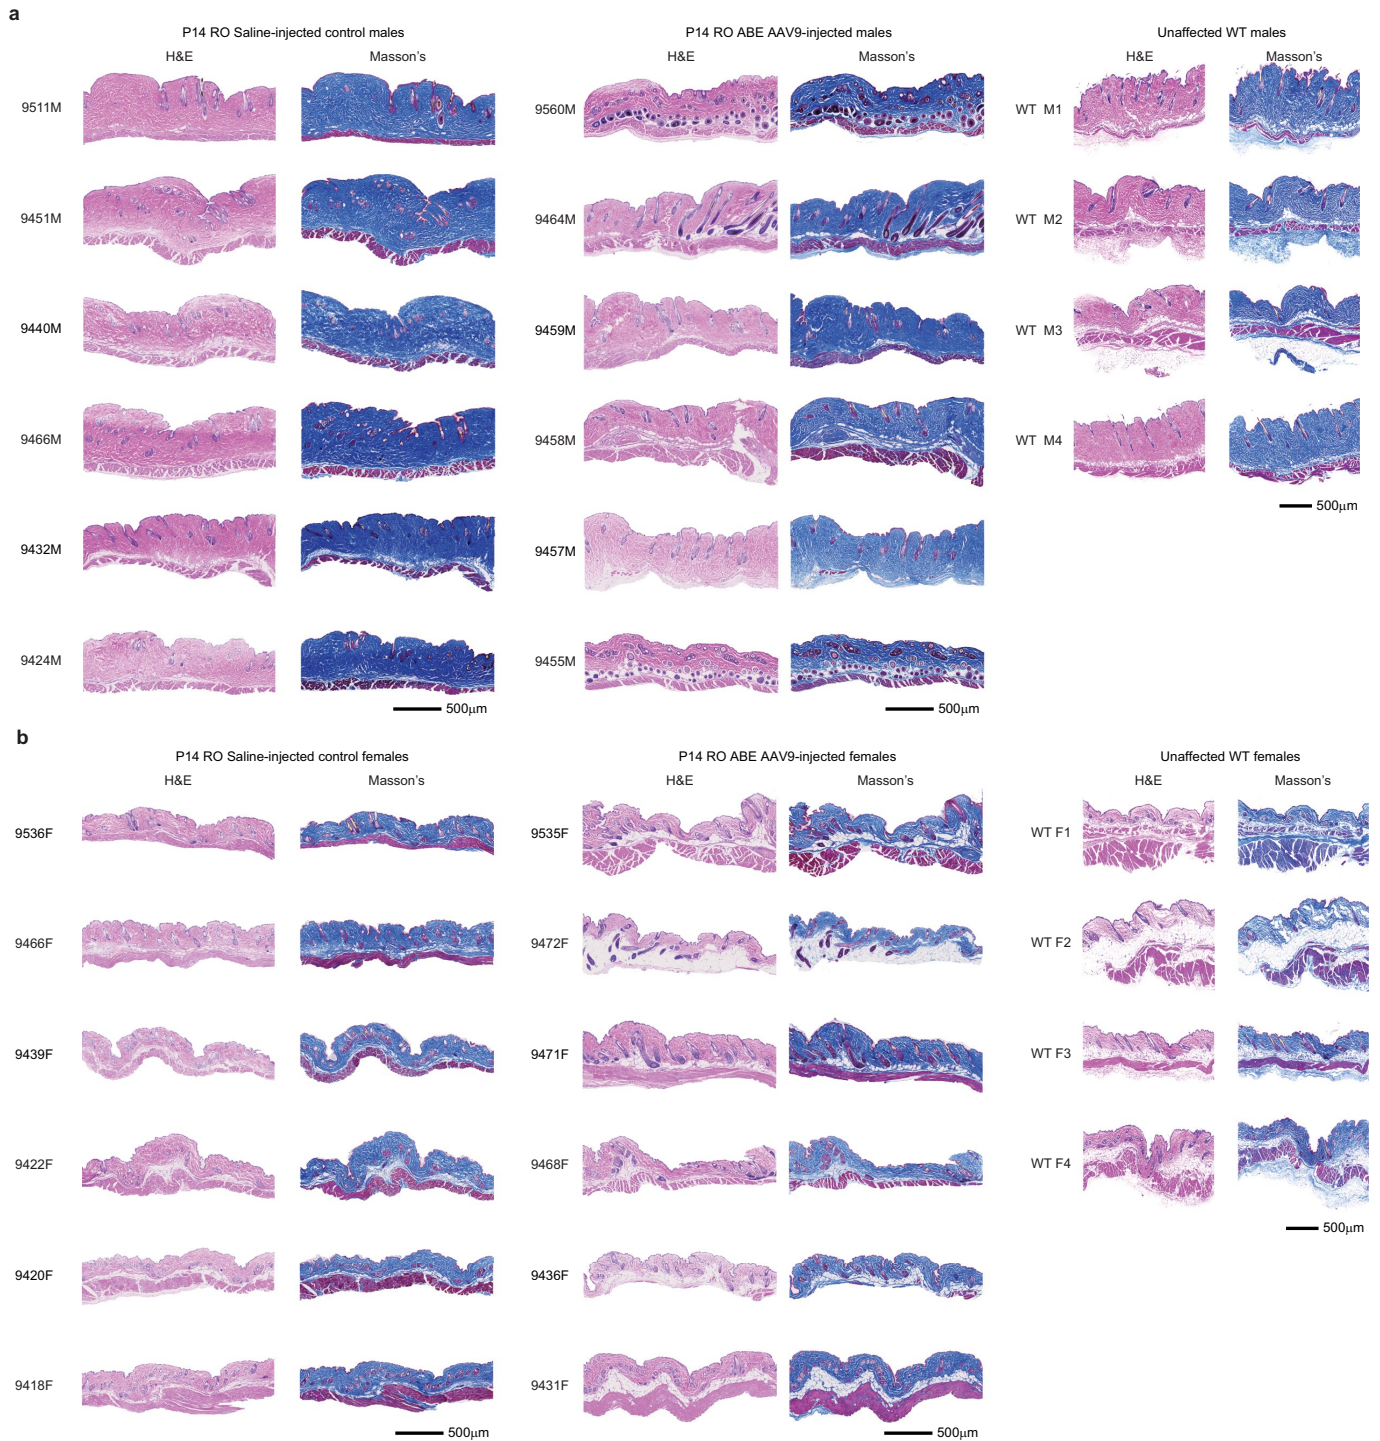 a
P14 RO Saline-injected control males
P14 RO ABE AAV9-injected males
Unaffected WT males
H&E
Masson's
H&E
Masson's
H&E
Masson's
9511M
9560M
WT M1
9451M
9464M
WT M2
9440M
9459M
WT M3
9466M
9458M
WT M4
500µm
9432M
9457M
9424M
9455M
500µm
500µm
b
P14 RO Saline-injected control females
P14 RO ABE AAV9-injected females
Unaffected WT females
H&E
Masson's
H&E
Masson's
H&E
Masson's
9536F
9535F
WT F1
9466F
9472F
WT F2
9439F
9471F
WT F3
9422F
9468F
WT F4
500µm
9420F
9436F
9418F
9431F
500µm
500µm